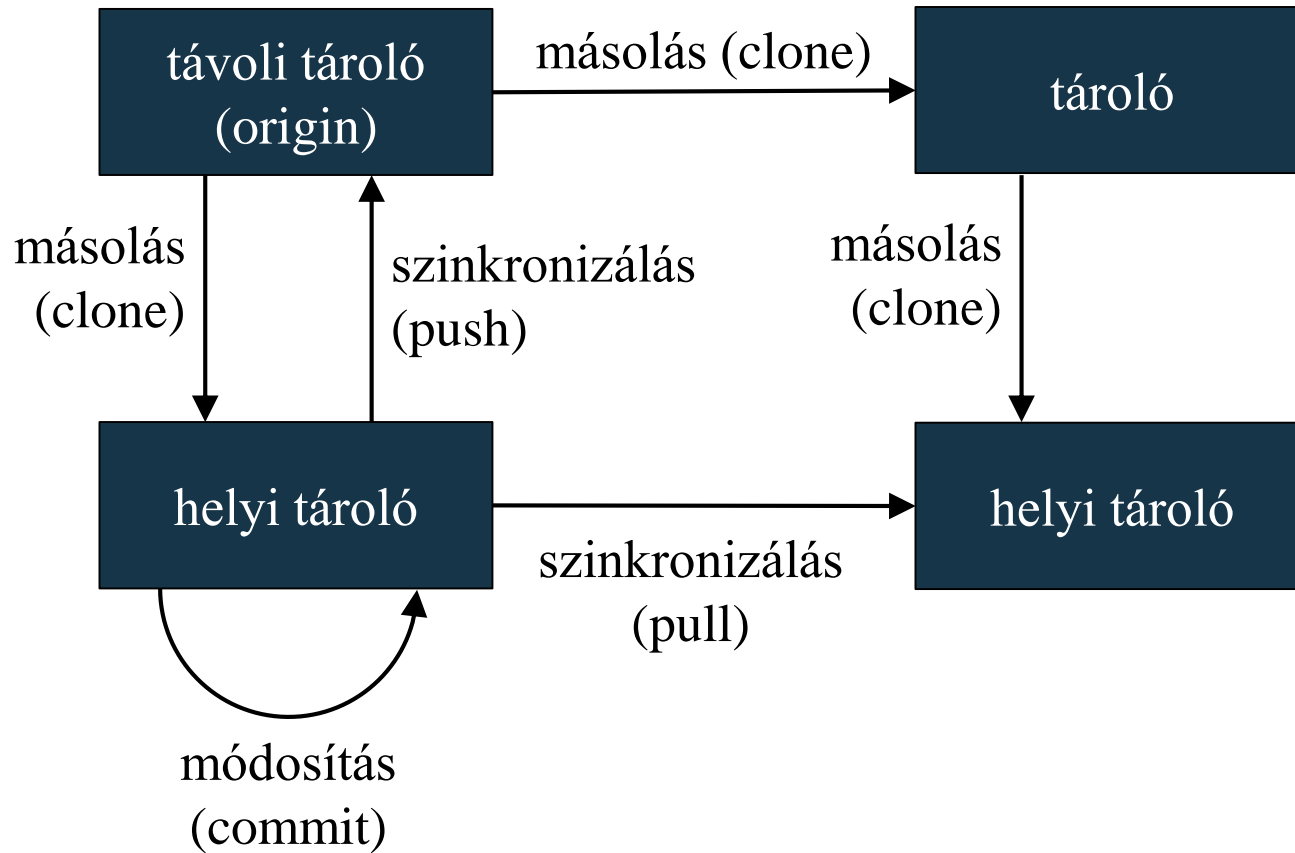 távoli tároló
(origin)
másolás (clone)
tároló
másolás
(clone)
szinkronizálás
(push)
másolás
(clone)
helyi tároló
szinkronizálás
(pull)
helyi tároló
módosítás
(commit)